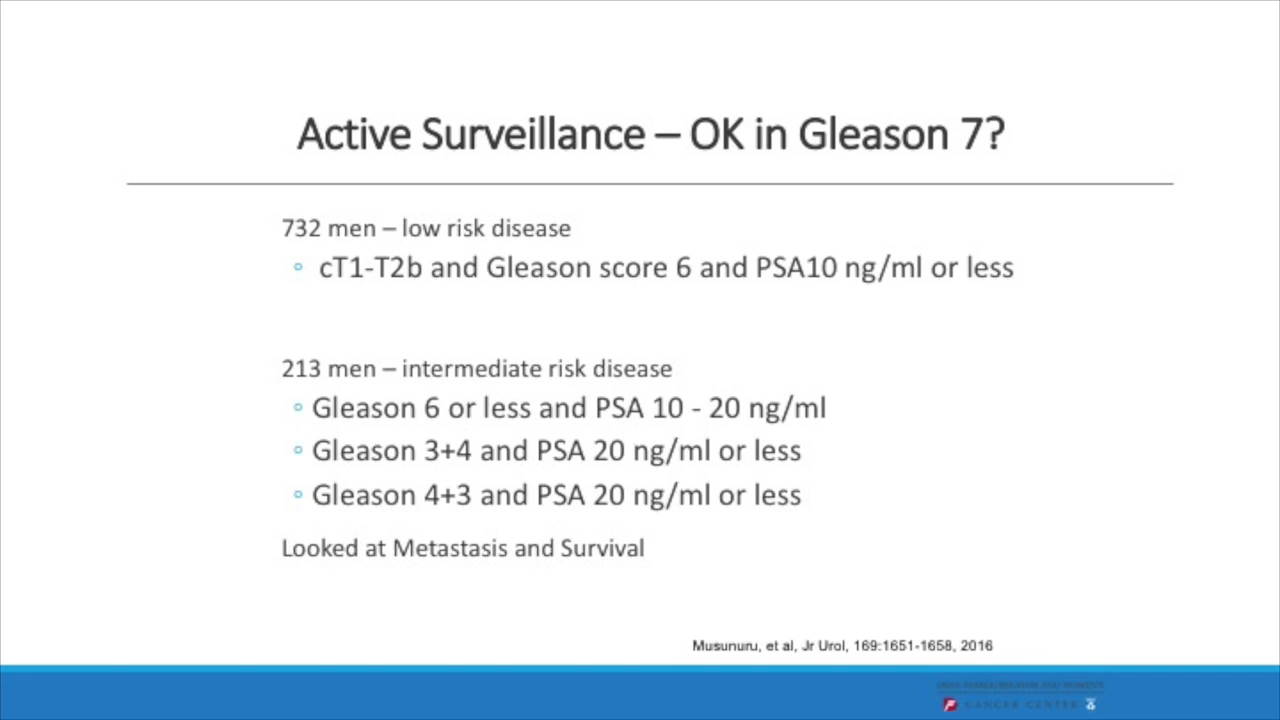 Active Surveillance – OK in Gleason 7?
732 men – low risk disease
◦ cT1-T2b and Gleason score 6 and PSA10 ng/ml or less
213 men – intermediate risk disease
◦ Gleason 6 or less and PSA 10 - 20 ng/ml
◦ Gleason 3+4 and PSA 20 ng/ml or less
◦ Gleason 4+3 and PSA 20 ng/ml or less
Looked at Metastasis and Survival
Musunuru, et al, Jr Urol, 169:1651-1658, 2016
CANCER CENTER